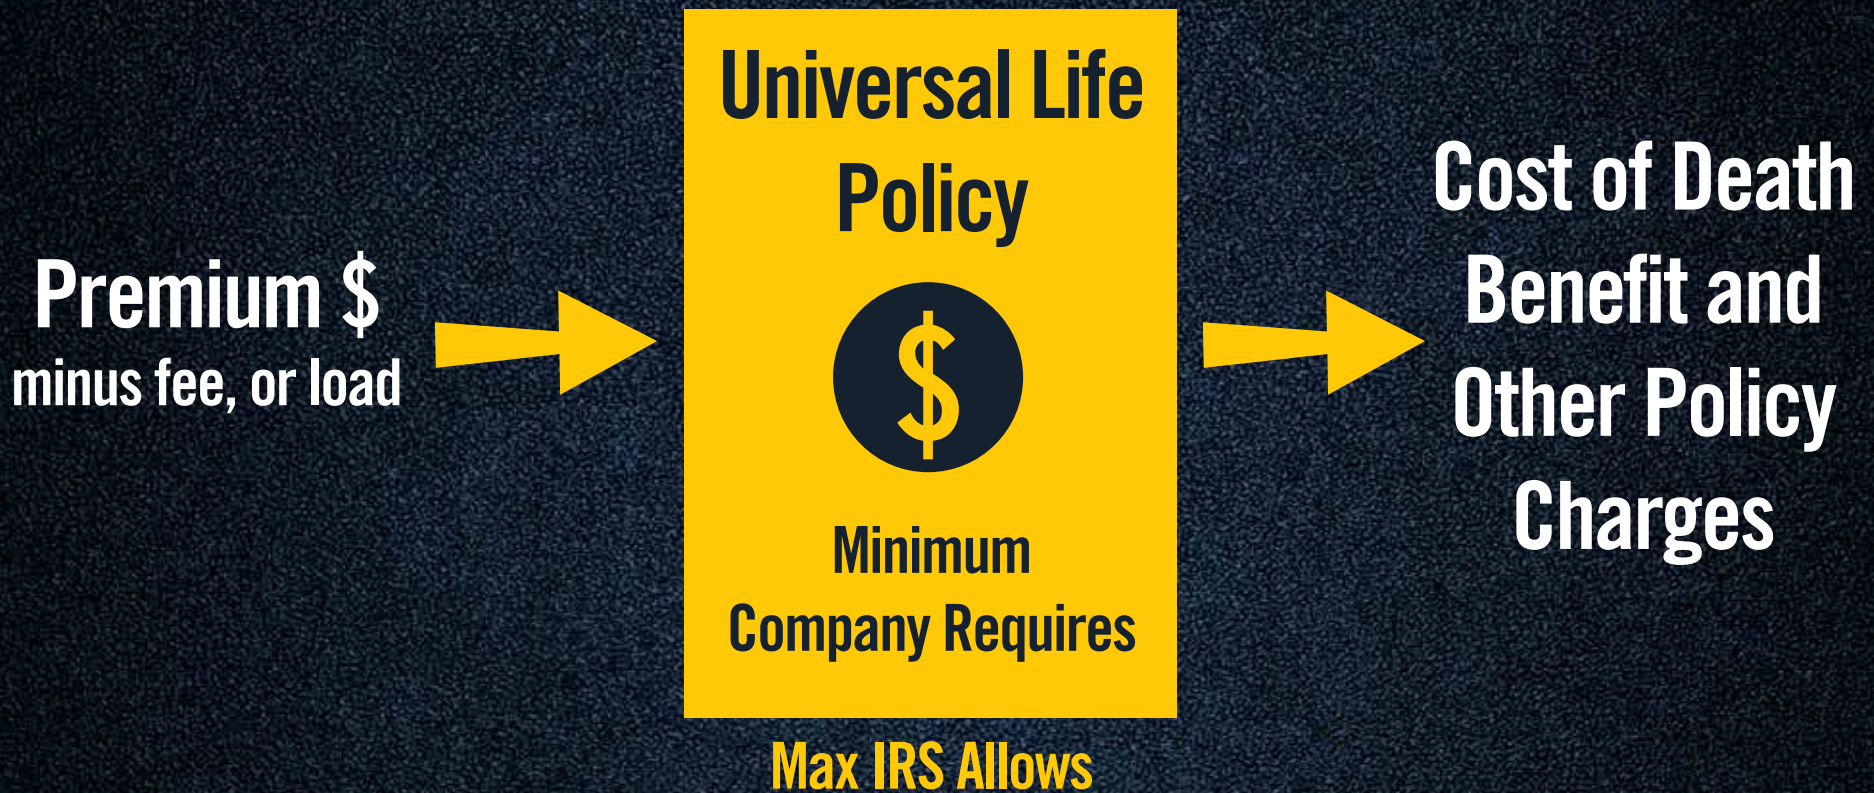 Premium $
minus fee, or load
Universal Life
Policy
$
Minimum
Company Requires
Max IRS Allows
Cost of Death
Benefit and
Other Policy
Charges